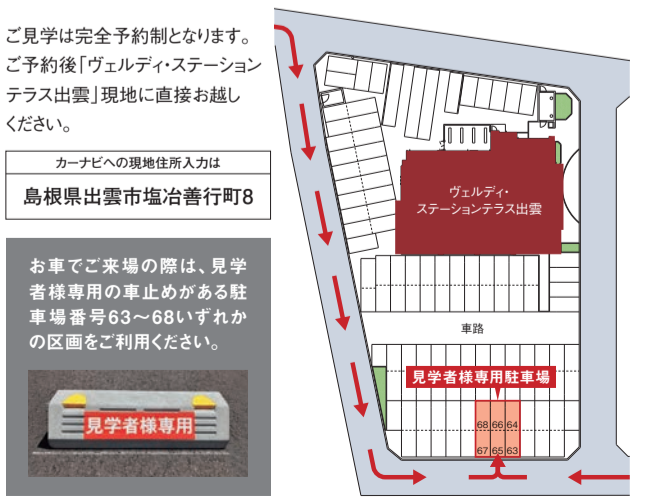 ご見学は完全予約制となります。
ご予約後「ヴェルディ・ステーション
テラス出雲」現地に直接お越し
ください。
カーナビへの現地住所入力は
島根県出雲市塩冶善行町8
お車でご来場の際は、見学
者様専用の車止めがある駐
車場番号63〜68いずれか
の区画をご利用ください。
見学者様専用
ヴェルディ・
ステーションテラス出雲
車路
見学者様専用駐車場
68 66 64
67 65 63